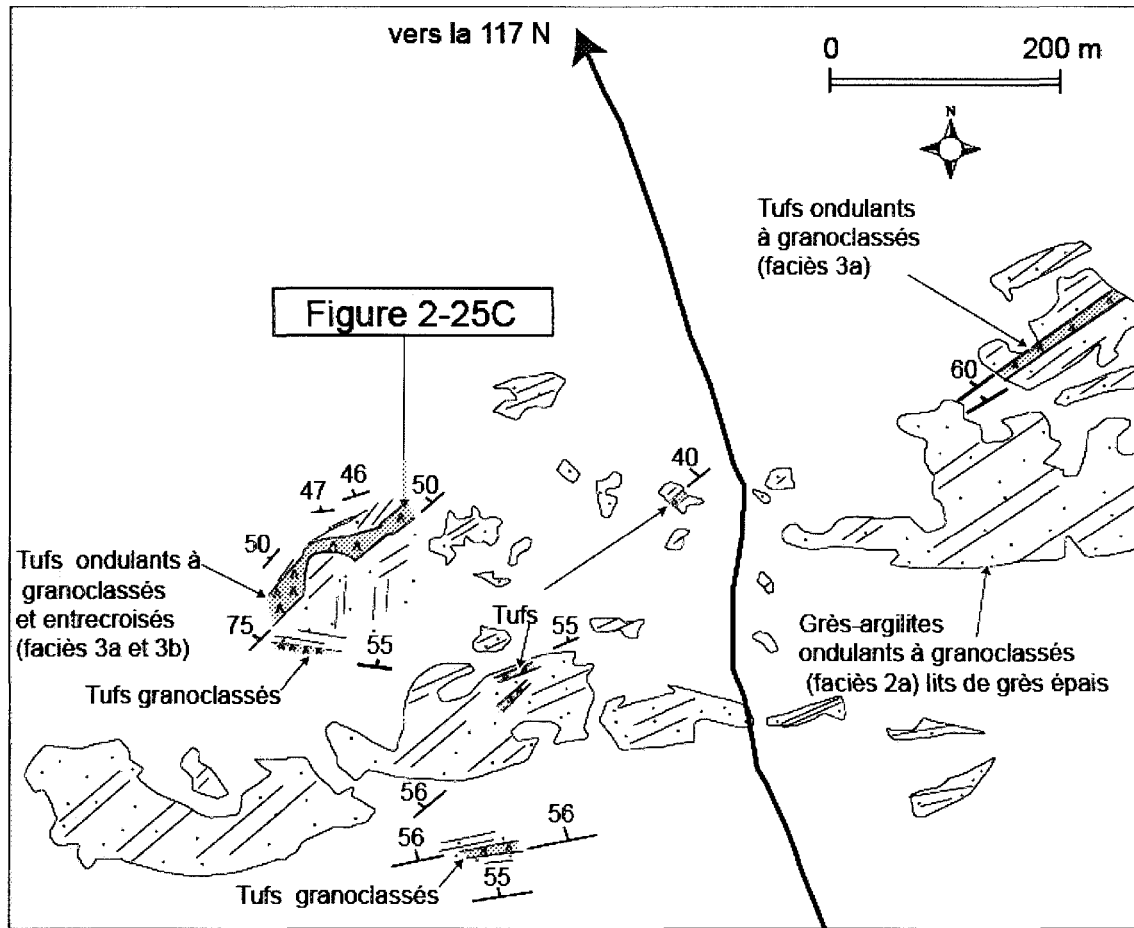 vers la 117 N
0 200 m
N
Tufs ondulants
à granoclassés
(faciès 3a)
Figure 2-25C
60
40
46
47
50
50
Tufs ondulants à
granoclassés
et entrecroisés
(faciès 3a et 3b)
75
55
Tufs granoclassés
Tufs
55
Grès-argilites
ondulants à granoclassés
(faciès 2a) lits de grès épais
56
56
56
55
Tufs granoclassés